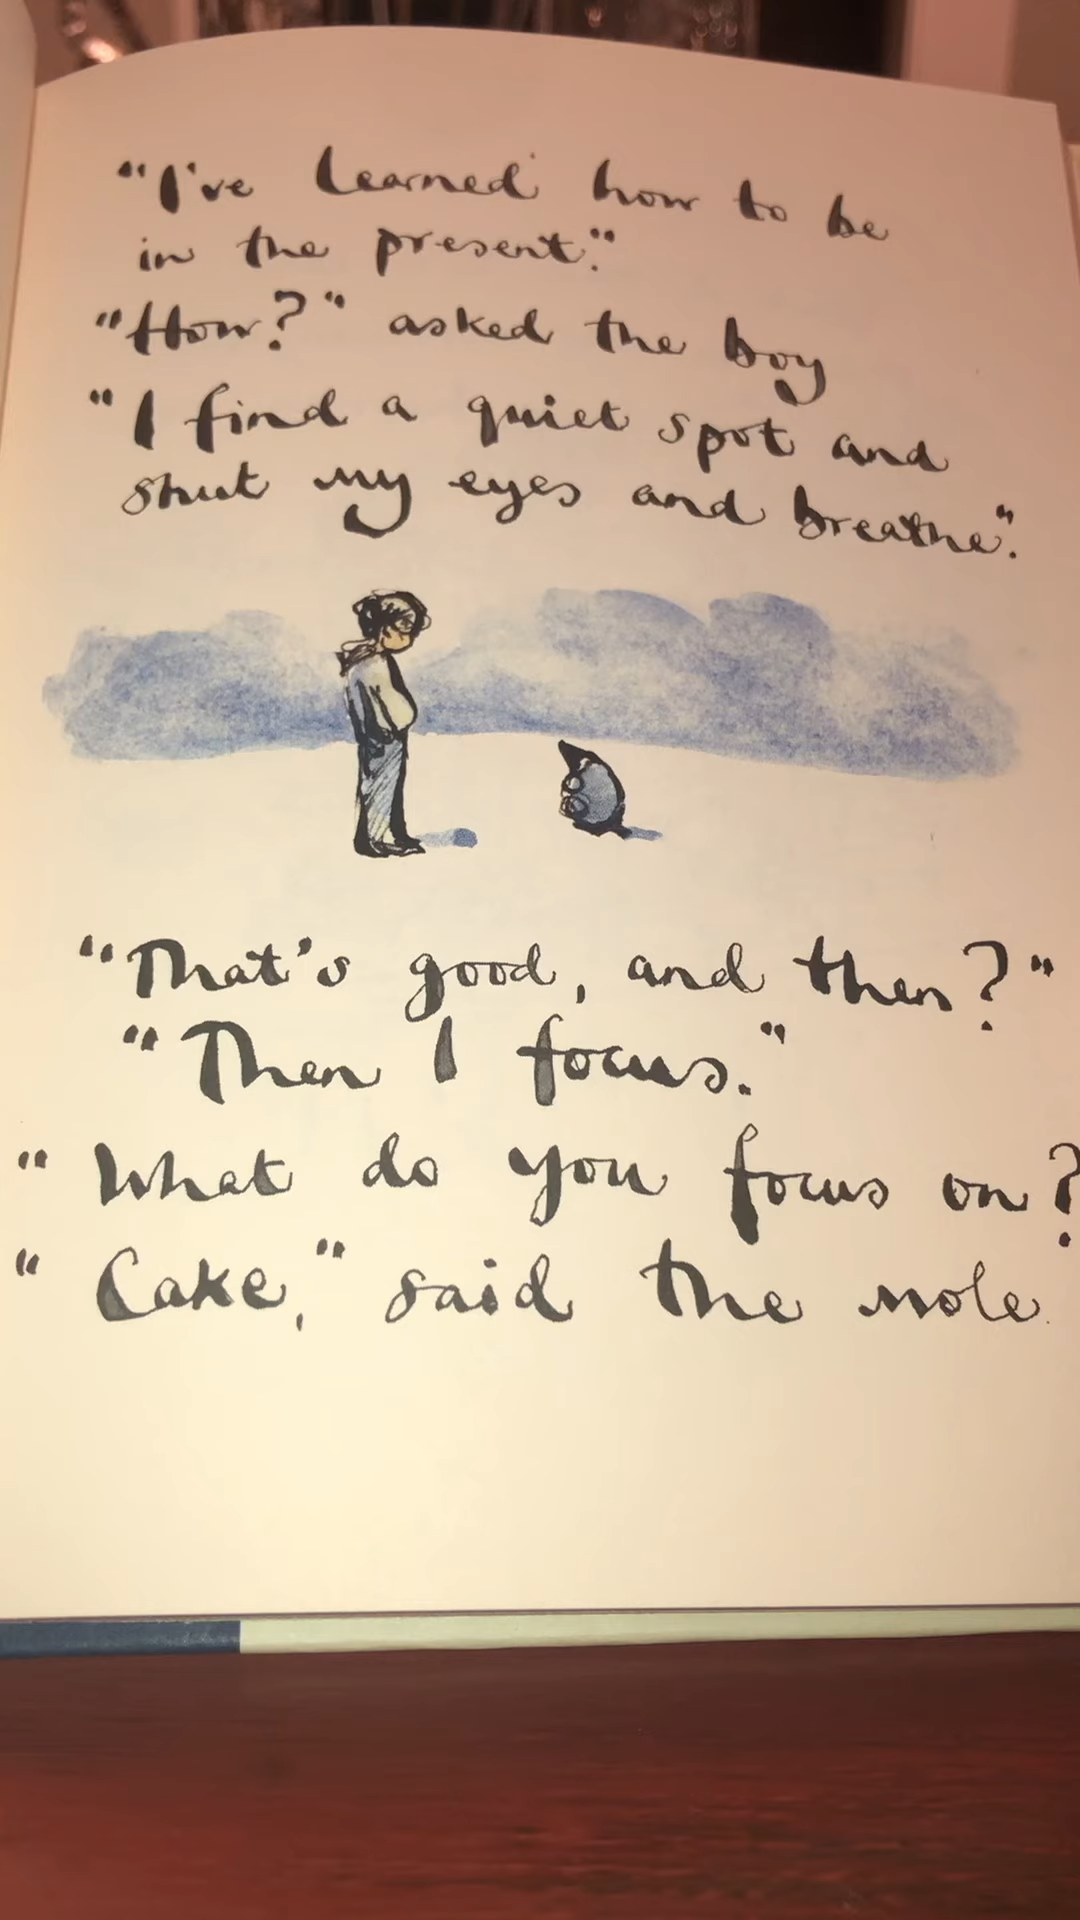 "I've learned how to be
in the present."
"How?" asked the boy
"I find a quiet spot and
shut my eyes and breathe."
"That's good, and then?"
"Then I focus."
"What do you focus on?
"Cake," said the mole.